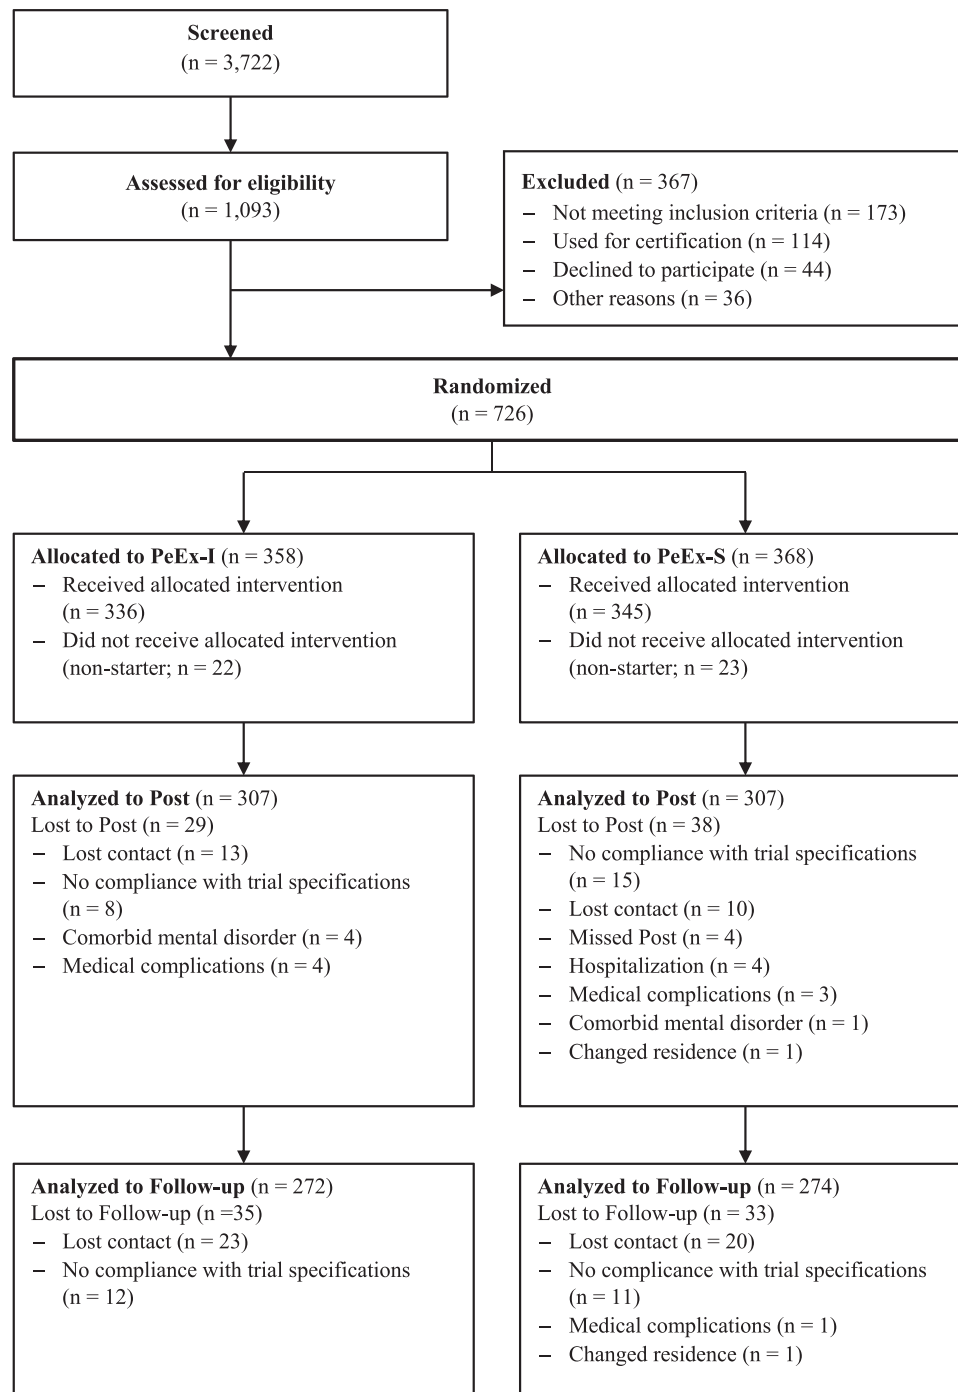 Screened
(n = 3,722)
Assessed for eligibility
(n = 1,093)
Excluded (n = 367)
– Not meeting inclusion criteria (n = 173)
– Used for certification (n = 114)
– Declined to participate (n = 44)
– Other reasons (n = 36)
Randomized
(n = 726)
Allocated to PeEx-I (n = 358)
– Received allocated intervention
(n = 336)
– Did not receive allocated intervention
(non-starter; n = 22)
Allocated to PeEx-S (n = 368)
– Received allocated intervention
(n = 345)
– Did not receive allocated intervention
(non-starter; n = 23)
Analyzed to Post (n = 307)
Lost to Post (n = 29)
– Lost contact (n = 13)
– No compliance with trial specifications
(n = 8)
– Comorbid mental disorder (n = 4)
– Medical complications (n = 4)
Analyzed to Post (n = 307)
Lost to Post (n = 38)
– No compliance with trial specifications
(n = 15)
– Lost contact (n = 10)
– Missed Post (n = 4)
– Hospitalization (n = 4)
– Medical complications (n = 3)
– Comorbid mental disorder (n = 1)
– Changed residence (n = 1)
Analyzed to Follow-up (n = 272)
Lost to Follow-up (n =35)
– Lost contact (n = 23)
– No compliance with trial specifications
(n = 12)
Analyzed to Follow-up (n = 274)
Lost to Follow-up (n = 33)
– Lost contact (n = 20)
– No complicance with trial specifications
(n = 11)
– Medical complications (n = 1)
– Changed residence (n = 1)